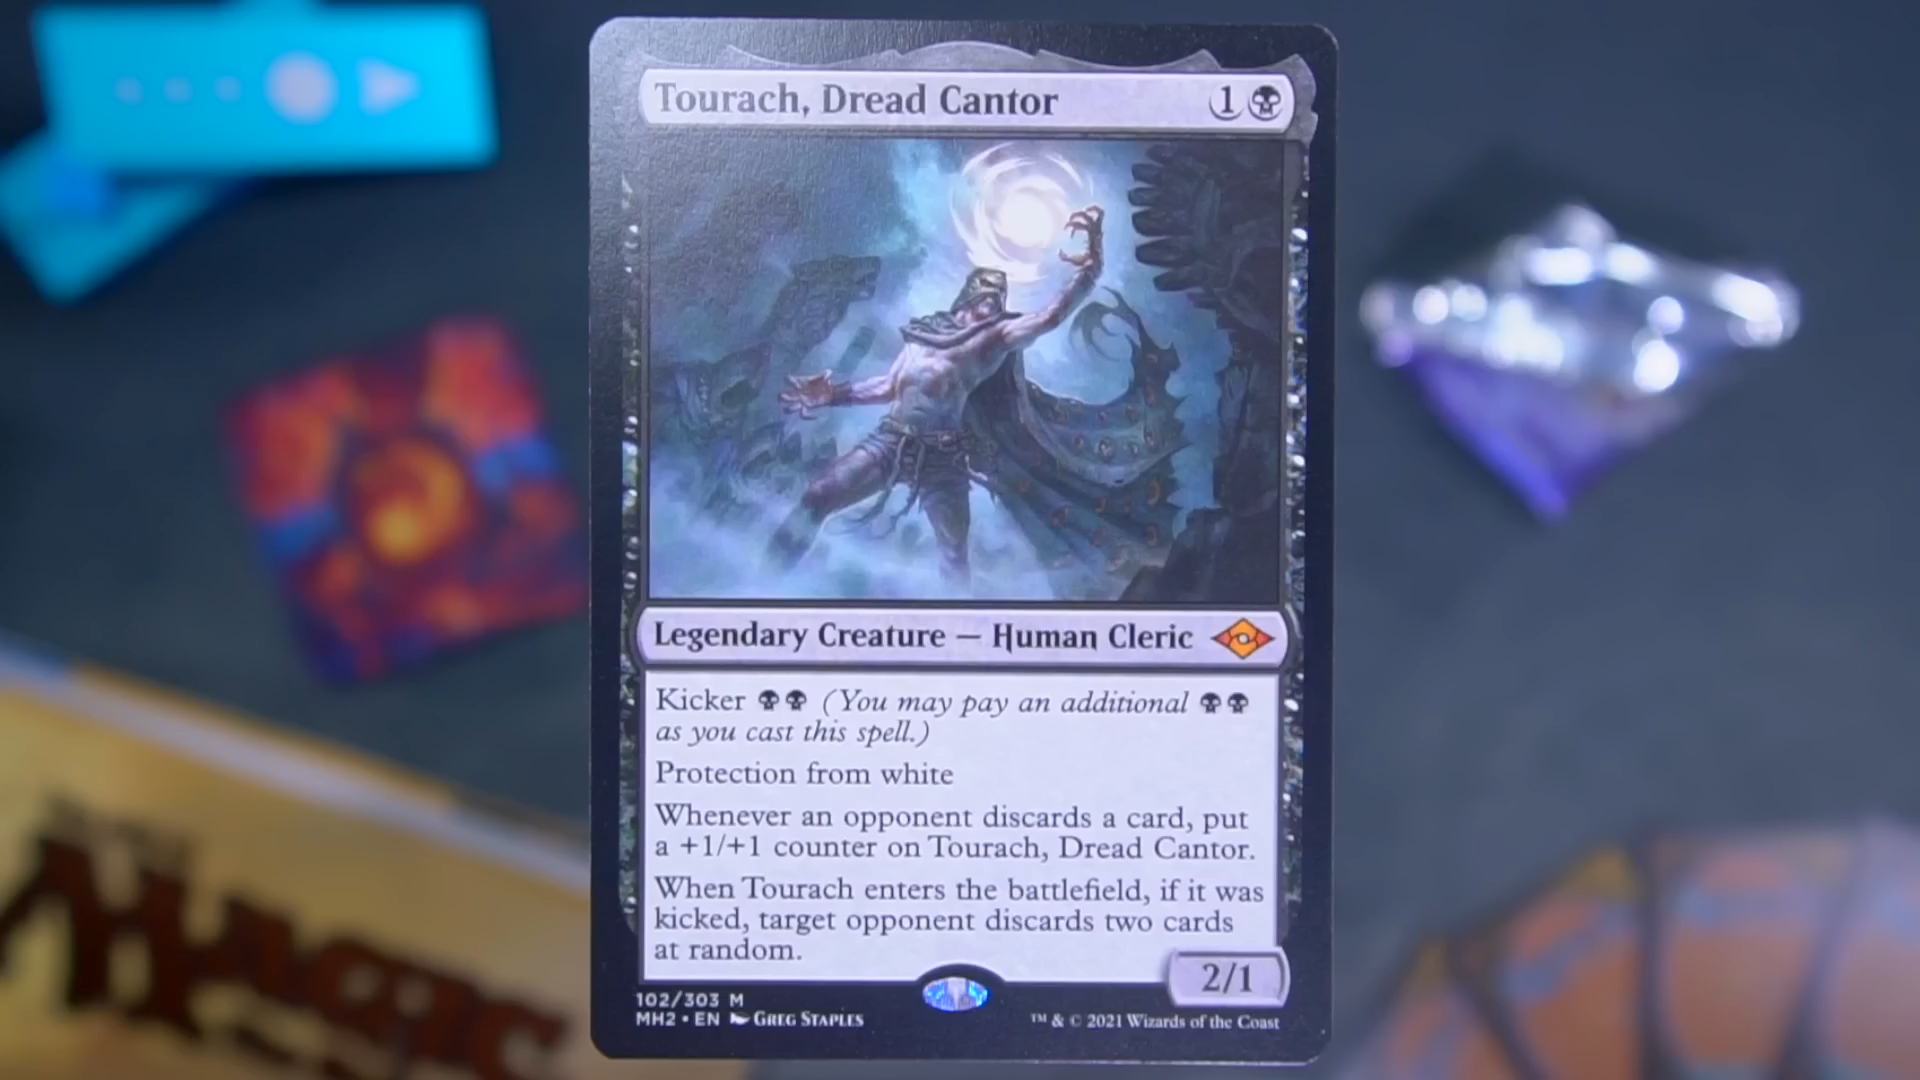 Tourach, Dread Cantor 1
Legendary Creature — Human Cleric
Kicker (You may pay an additional
as you cast this spell.)
Protection from white
Whenever an opponent discards a card, put
a +1/+1 counter on Tourach, Dread Cantor.
When Tourach enters the battlefield, if it was
kicked, target opponent discards two cards
at random.
2/1
102/303 M
MH2 • EN Greg Staples
™ & © 2021 Wizards of the Coast
Magic